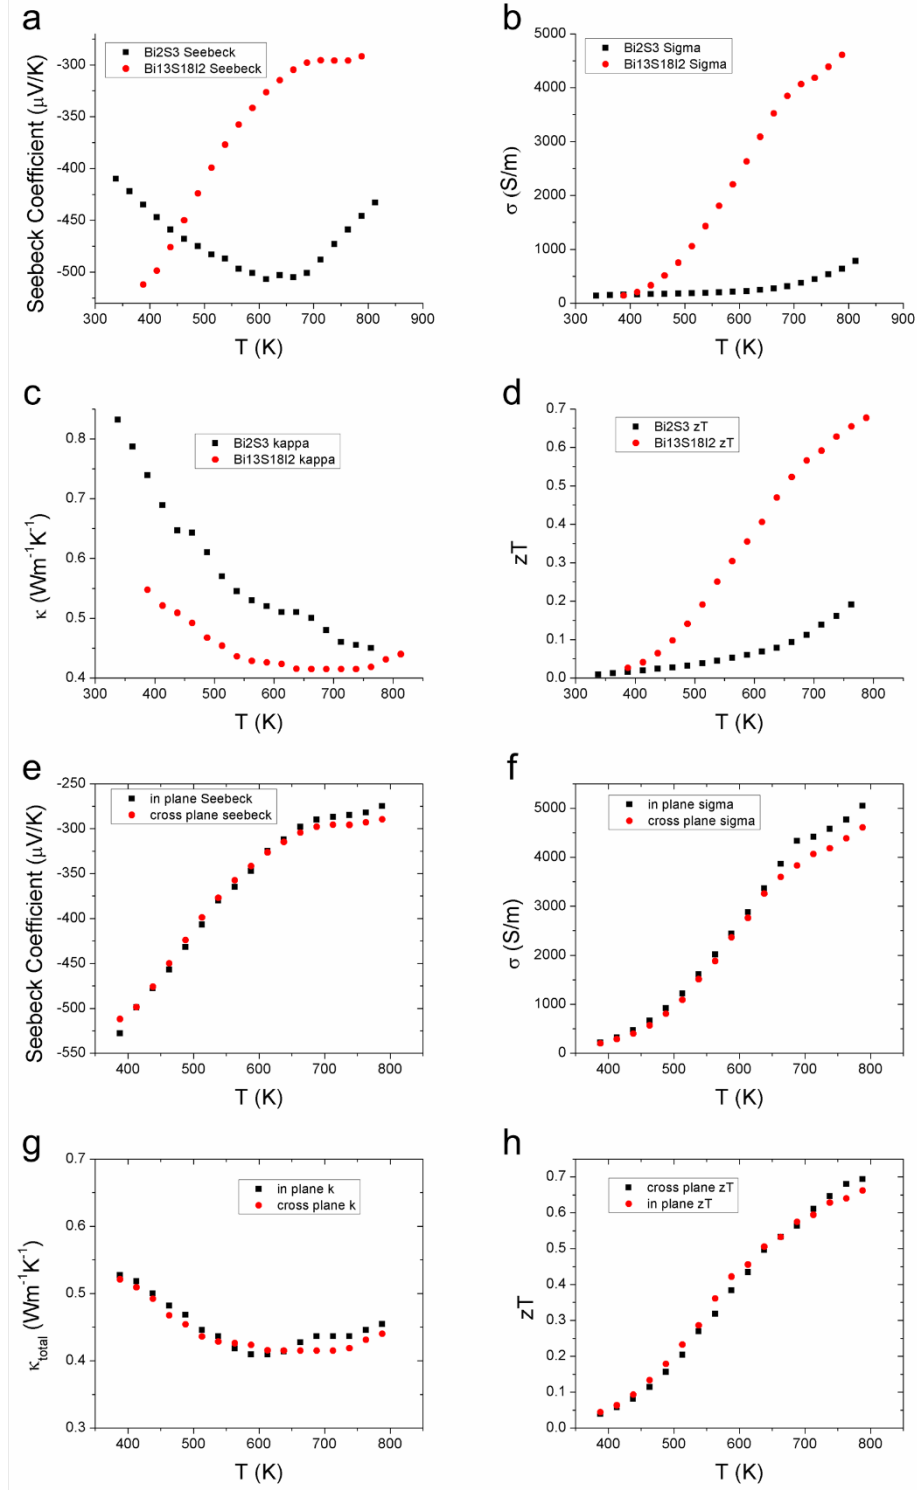 a
Bi2S3 Seebeck
Bi13S18I2 Seebeck
Seebeck Coefficient (μV/K)
-300
-350
-400
-450
-500
300 400 500 600 700 800 900
T (K)
b
Bi2S3 Sigma
Bi13S18I2 Sigma
σ (S/m)
5000
4000
3000
2000
1000
0
300 400 500 600 700 800 900
T (K)
c
Bi2S3 kappa
Bi13S18I2 kappa
κ (Wm⁻¹K⁻¹)
0.8
0.7
0.6
0.5
0.4
300 400 500 600 700 800
T (K)
d
Bi2S3 zT
Bi13S18I2 zT
zT
0.7
0.6
0.5
0.4
0.3
0.2
0.1
0.0
300 400 500 600 700 800
T (K)
e
in plane Seebeck
cross plane seebeck
Seebeck Coefficient (μV/K)
-250
-300
-350
-400
-450
-500
-550
400 500 600 700 800
T (K)
f
in plane sigma
cross plane sigma
σ (S/m)
5000
4000
3000
2000
1000
0
400 500 600 700 800
T (K)
g
in plane k
cross plane k
κtotal (Wm⁻¹K⁻¹)
0.7
0.6
0.5
0.4
0.3
400 500 600 700 800
T (K)
h
cross plane zT
in plane zT
zT
0.7
0.6
0.5
0.4
0.3
0.2
0.1
0.0
400 500 600 700 800
T (K)